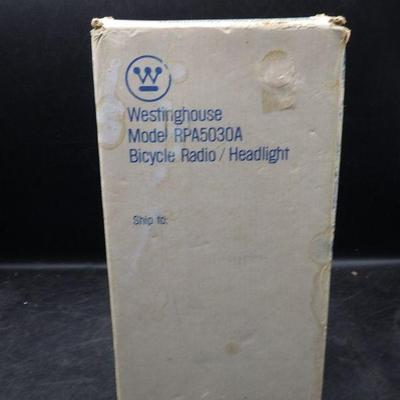 W
Westinghouse
Model RPA5030A
Bicycle Radio / Headlight
Ship to: